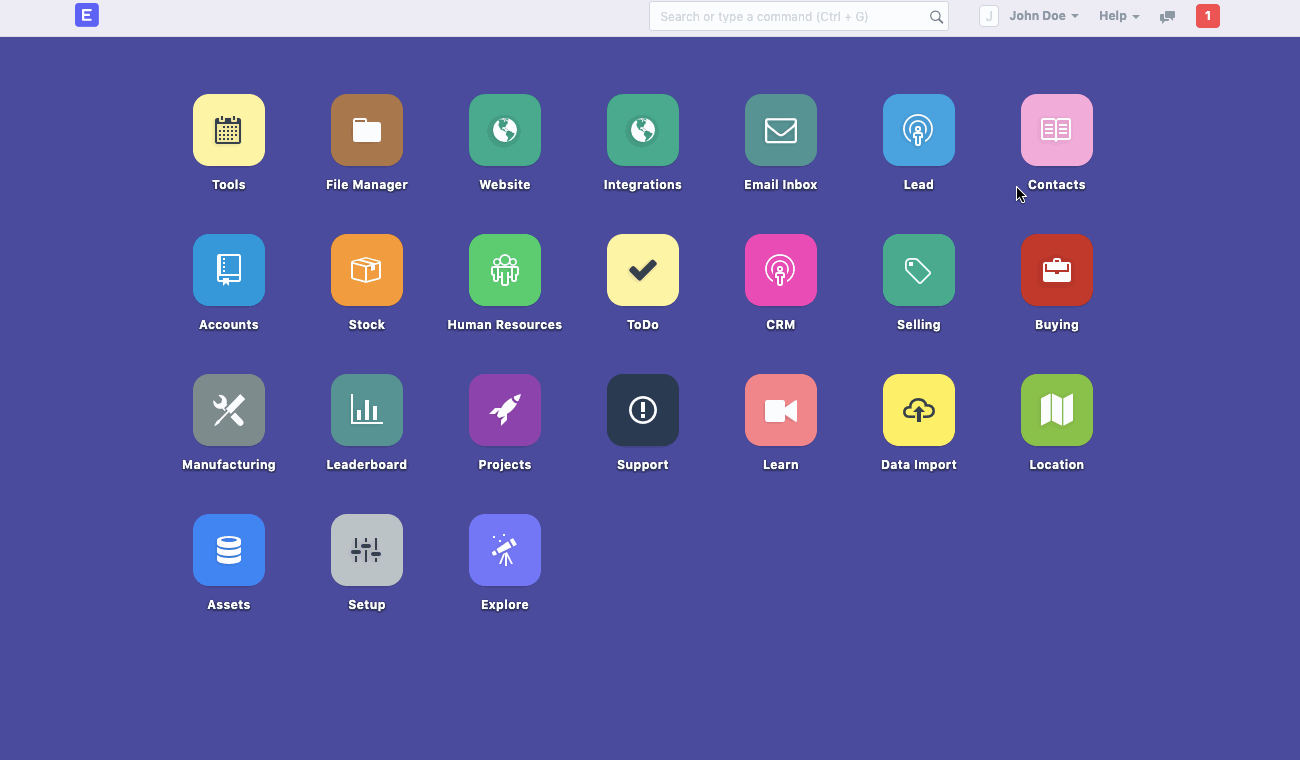 E Search or type a command (Ctrl + G) J John Doe Help 1
Tools File Manager Website Integrations Email Inbox Lead Contacts
Accounts Stock Human Resources ToDo CRM Selling Buying
Manufacturing Leaderboard Projects Support Learn Data Import Location
Assets Setup Explore